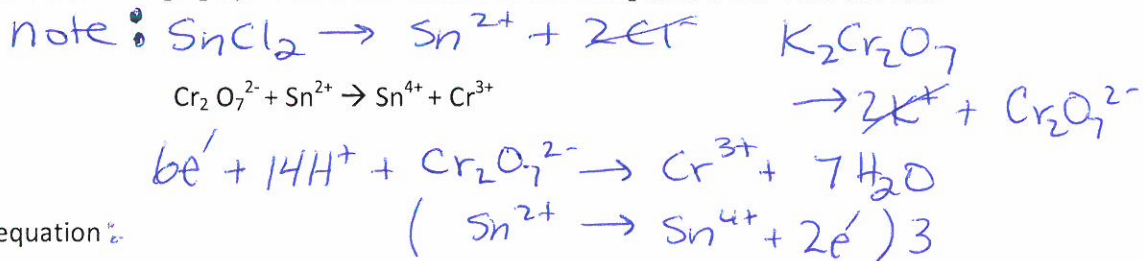 note: SnCl₂ → Sn²⁺ + 2Cl⁻ K₂Cr₂O₇
Cr₂ O₇²⁻ + Sn²⁺ → Sn⁴⁺ + Cr³⁺
→ 2K⁺ + Cr₂O₇²⁻
6e′ + 14H⁺ + Cr₂O₇²⁻ → Cr³⁺ + 7H₂O
equation : ( Sn²⁺ → Sn⁴⁺ + 2e′ ) 3